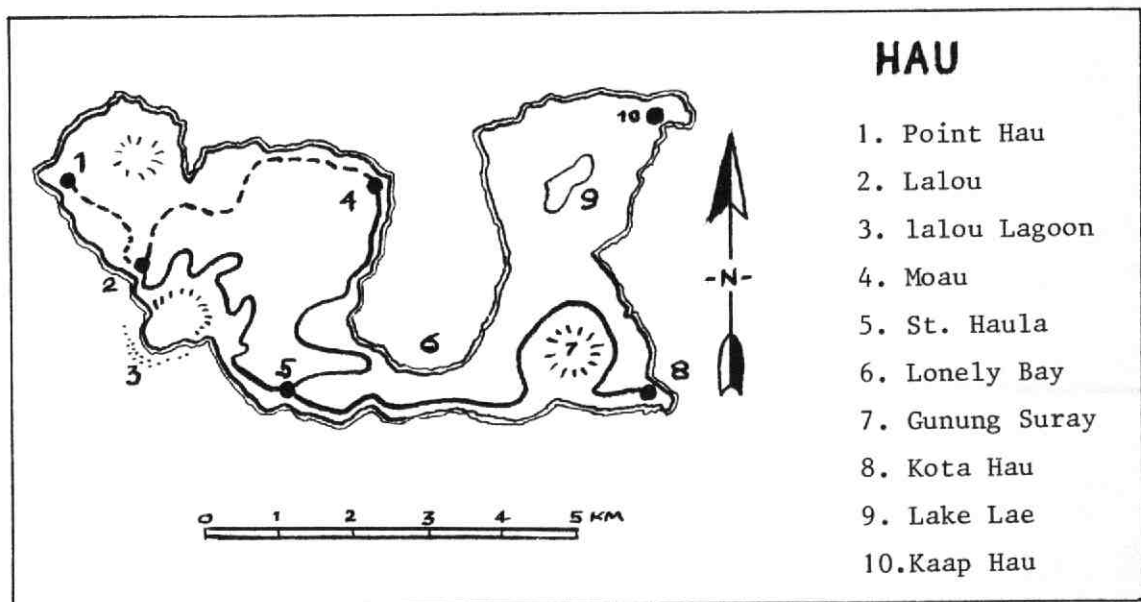 HAU
1. Point Hau
2. Lalou
3. lalou Lagoon
4. Moau
5. St. Haula
6. Lonely Bay
7. Gunung Suray
8. Kota Hau
9. Lake Lae
10.Kaap Hau
10
1
4
9
-N-
2
3
5
6
7
8
0 1 2 3 4 5 KM